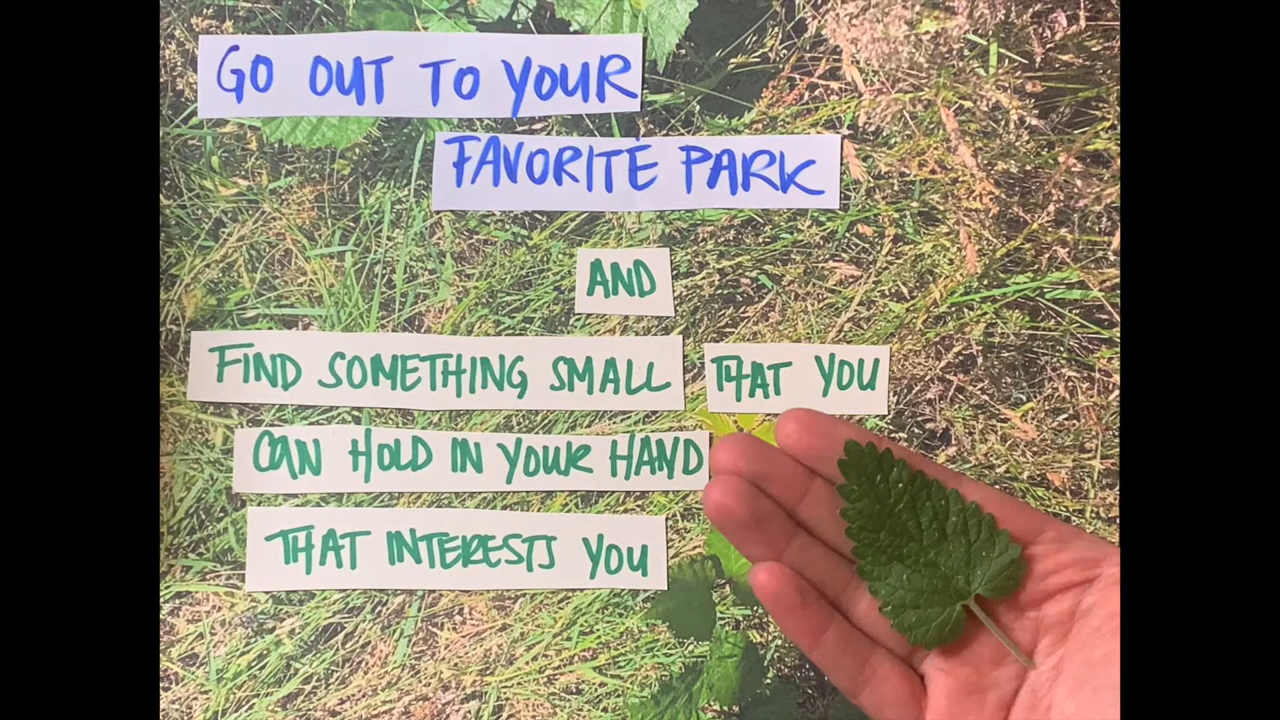 GO OUT TO YOUR
FAVORITE PARK
AND
FIND SOMETHING SMALL THAT YOU
CAN HOLD IN YOUR HAND
THAT INTERESTS YOU